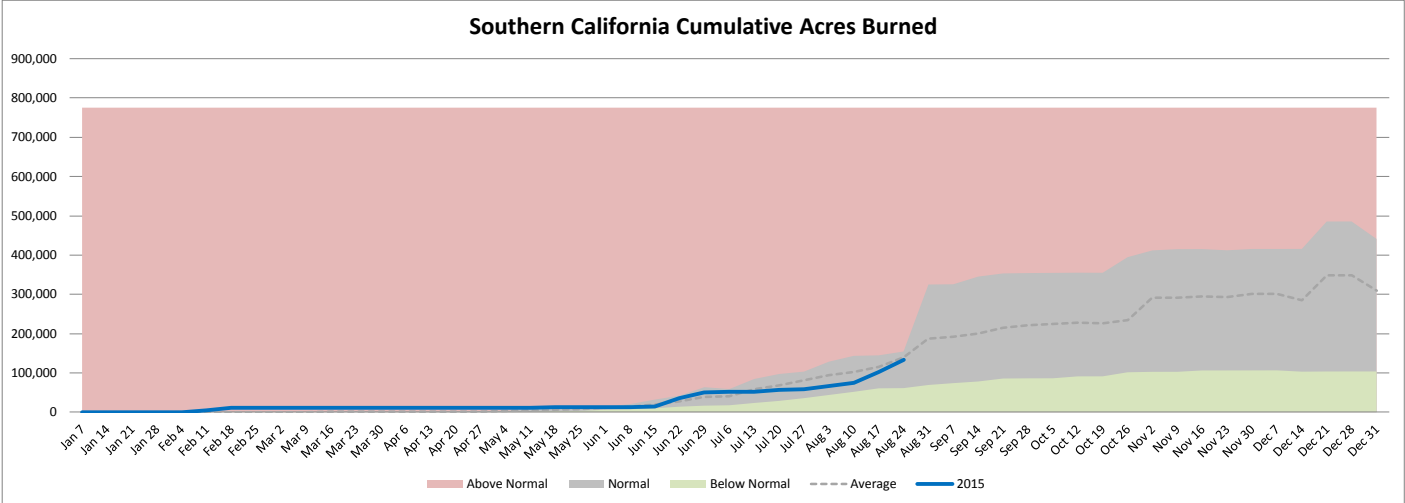 Southern California Cumulative Acres Burned
900,000
800,000
700,000
600,000
500,000
400,000
300,000
200,000
100,000
0
Jan 7
Jan 14
Jan 21
Jan 28
Feb 4
Feb 11
Feb 18
Feb 25
Mar 2
Mar 9
Mar 16
Mar 23
Mar 30
Apr 6
Apr 13
Apr 20
Apr 27
May 4
May 11
May 18
May 25
Jun 1
Jun 8
Jun 15
Jun 22
Jun 29
Jul 6
Jul 13
Jul 20
Jul 27
Aug 3
Aug 10
Aug 17
Aug 24
Aug 31
Sep 7
Sep 14
Sep 21
Sep 28
Oct 5
Oct 12
Oct 19
Oct 26
Nov 2
Nov 9
Nov 16
Nov 23
Nov 30
Dec 7
Dec 14
Dec 21
Dec 28
Dec 31
Above Normal Normal Below Normal Average 2015